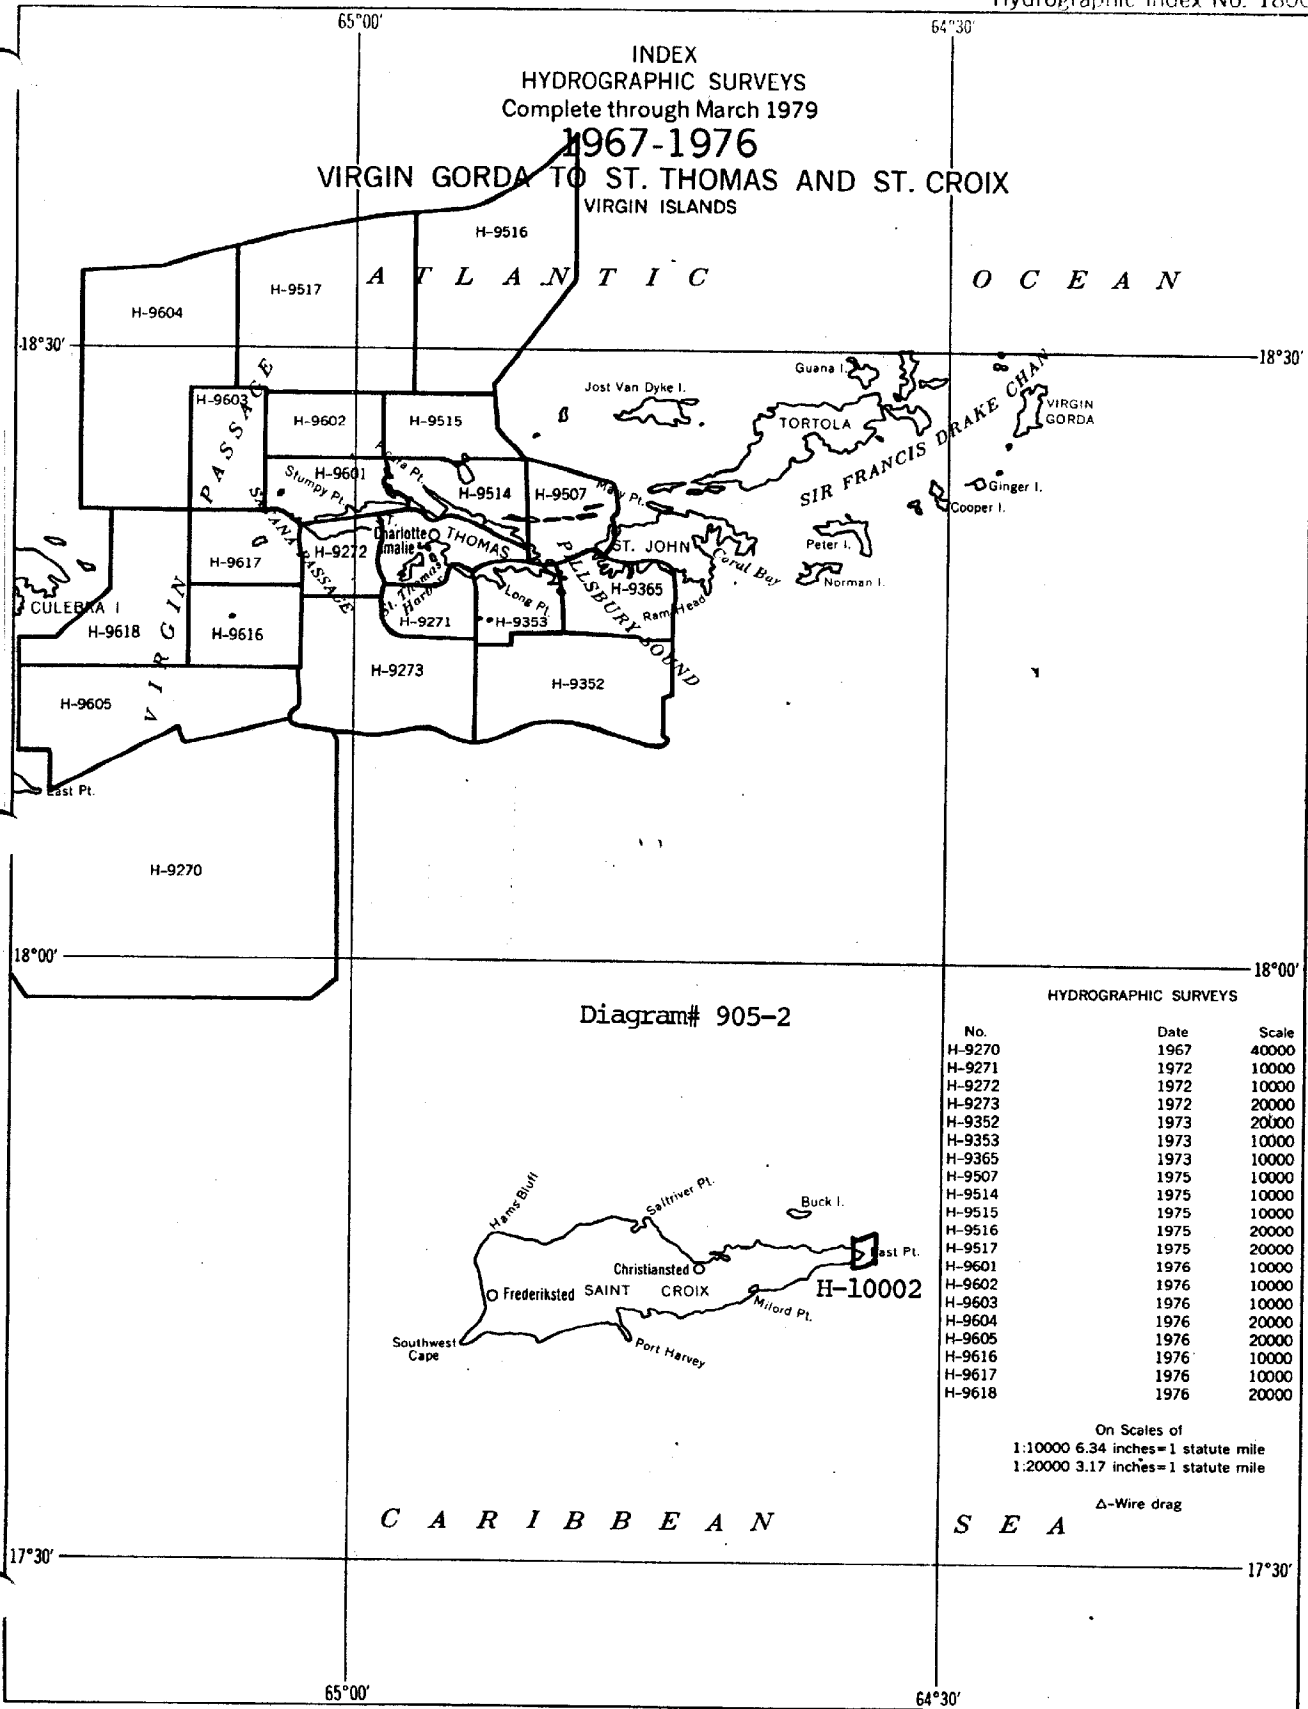 Hydrographic Index No.
65°00'
64°30'
INDEX
HYDROGRAPHIC SURVEYS
Complete through March 1979
1967-1976
VIRGIN GORDA TO ST. THOMAS AND ST. CROIX
VIRGIN ISLANDS
H-9516
ATLANTIC OCEAN
H-9517
H-9604
18°30'
18°30'
Guana I.
Jost Van Dyke I.
H-9603
H-9602
H-9515
TORTOLA
VIRGIN
GORDA
SIR FRANCIS DRAKE CHAN
VIRGIN PASSAGE
H-9601
Stumpy Pt.
H-9514
H-9507
Mary Pt.
Ginger I.
Cooper I.
SAVANA PASSAGE
ST. THOMAS
Charlotte
Amalie
H-9272
ST. JOHN
Coral Bay
Peter I.
Norman I.
H-9617
St. Thomas
Harbor
Long Pt.
PILLSBURY SOUND
H-9365
Ram Head
CULEBRA I
H-9618
H-9616
H-9271
H-9353
H-9273
H-9352
H-9605
East Pt.
H-9270
18°00'
18°00'
Diagram# 905-2
HYDROGRAPHIC SURVEYS
No. Date Scale
H-9270 1967 40000
H-9271 1972 10000
H-9272 1972 10000
H-9273 1972 20000
H-9352 1973 20000
H-9353 1973 10000
H-9365 1973 10000
H-9507 1975 10000
H-9514 1975 10000
H-9515 1975 10000
H-9516 1975 20000
H-9517 1975 20000
H-9601 1976 10000
H-9602 1976 10000
H-9603 1976 10000
H-9604 1976 20000
H-9605 1976 20000
H-9616 1976 10000
H-9617 1976 10000
H-9618 1976 20000
On Scales of
1:10000 6.34 inches=1 statute mile
1:20000 3.17 inches=1 statute mile
Δ-Wire drag
Hams Bluff
Saltriver Pt.
Buck I.
East Pt.
Christiansted
H-10002
Frederiksted
SAINT CROIX
Milord Pt.
Southwest
Cape
Port Harvey
CARIBBEAN SEA
17°30'
17°30'
65°00'
64°30'